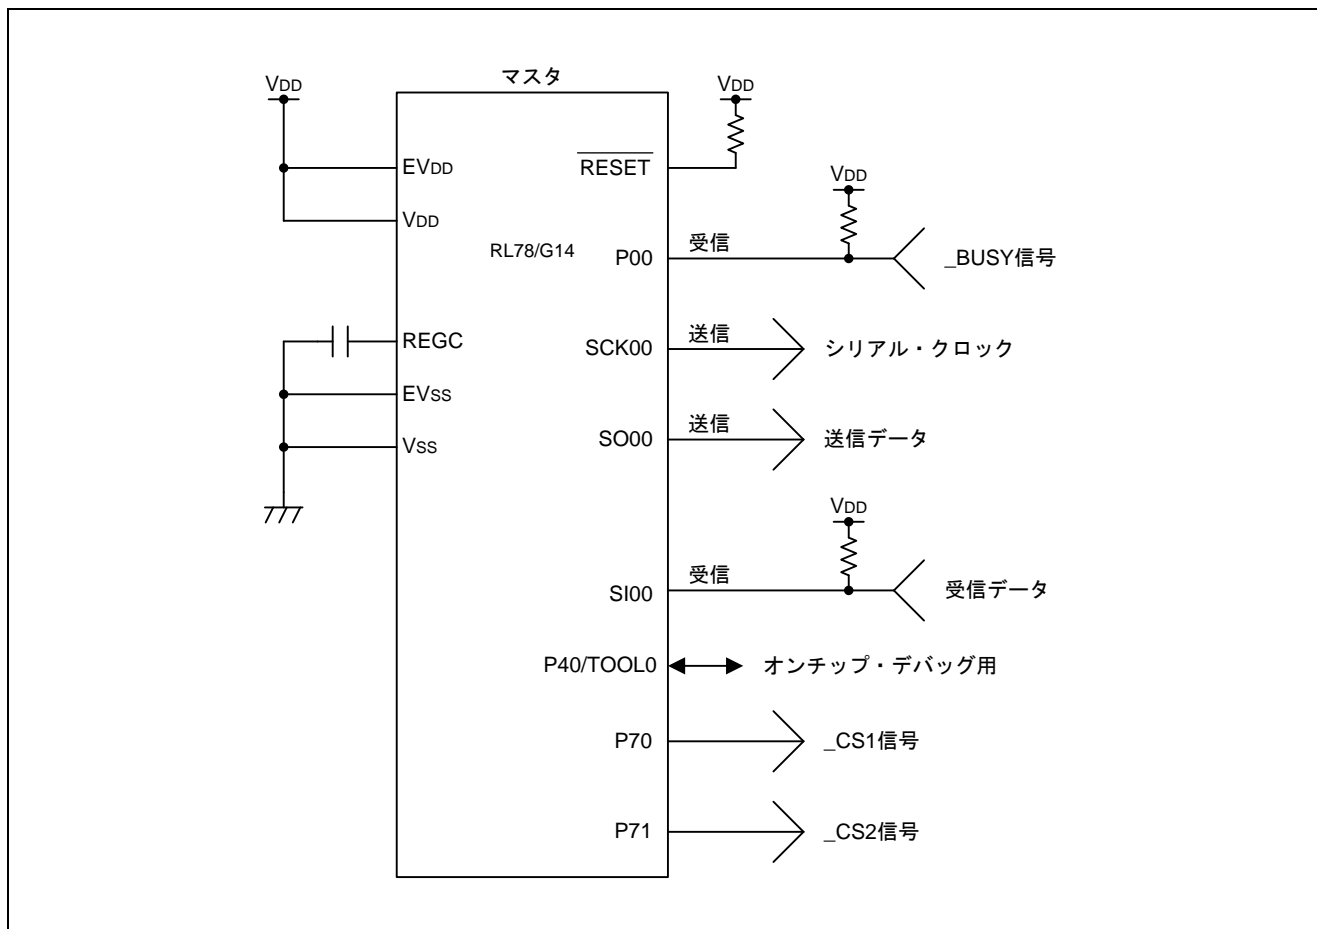 マスタ
VDD
VDD
EVDD
RESET
VDD
VDD
RL78/G14
P00
受信
_BUSY信号
REGC
SCK00
送信
シリアル・クロック
EVSS
SO00
送信
送信データ
VSS
VDD
SI00
受信
受信データ
P40/TOOL0
オンチップ・デバッグ用
P70
_CS1信号
P71
_CS2信号